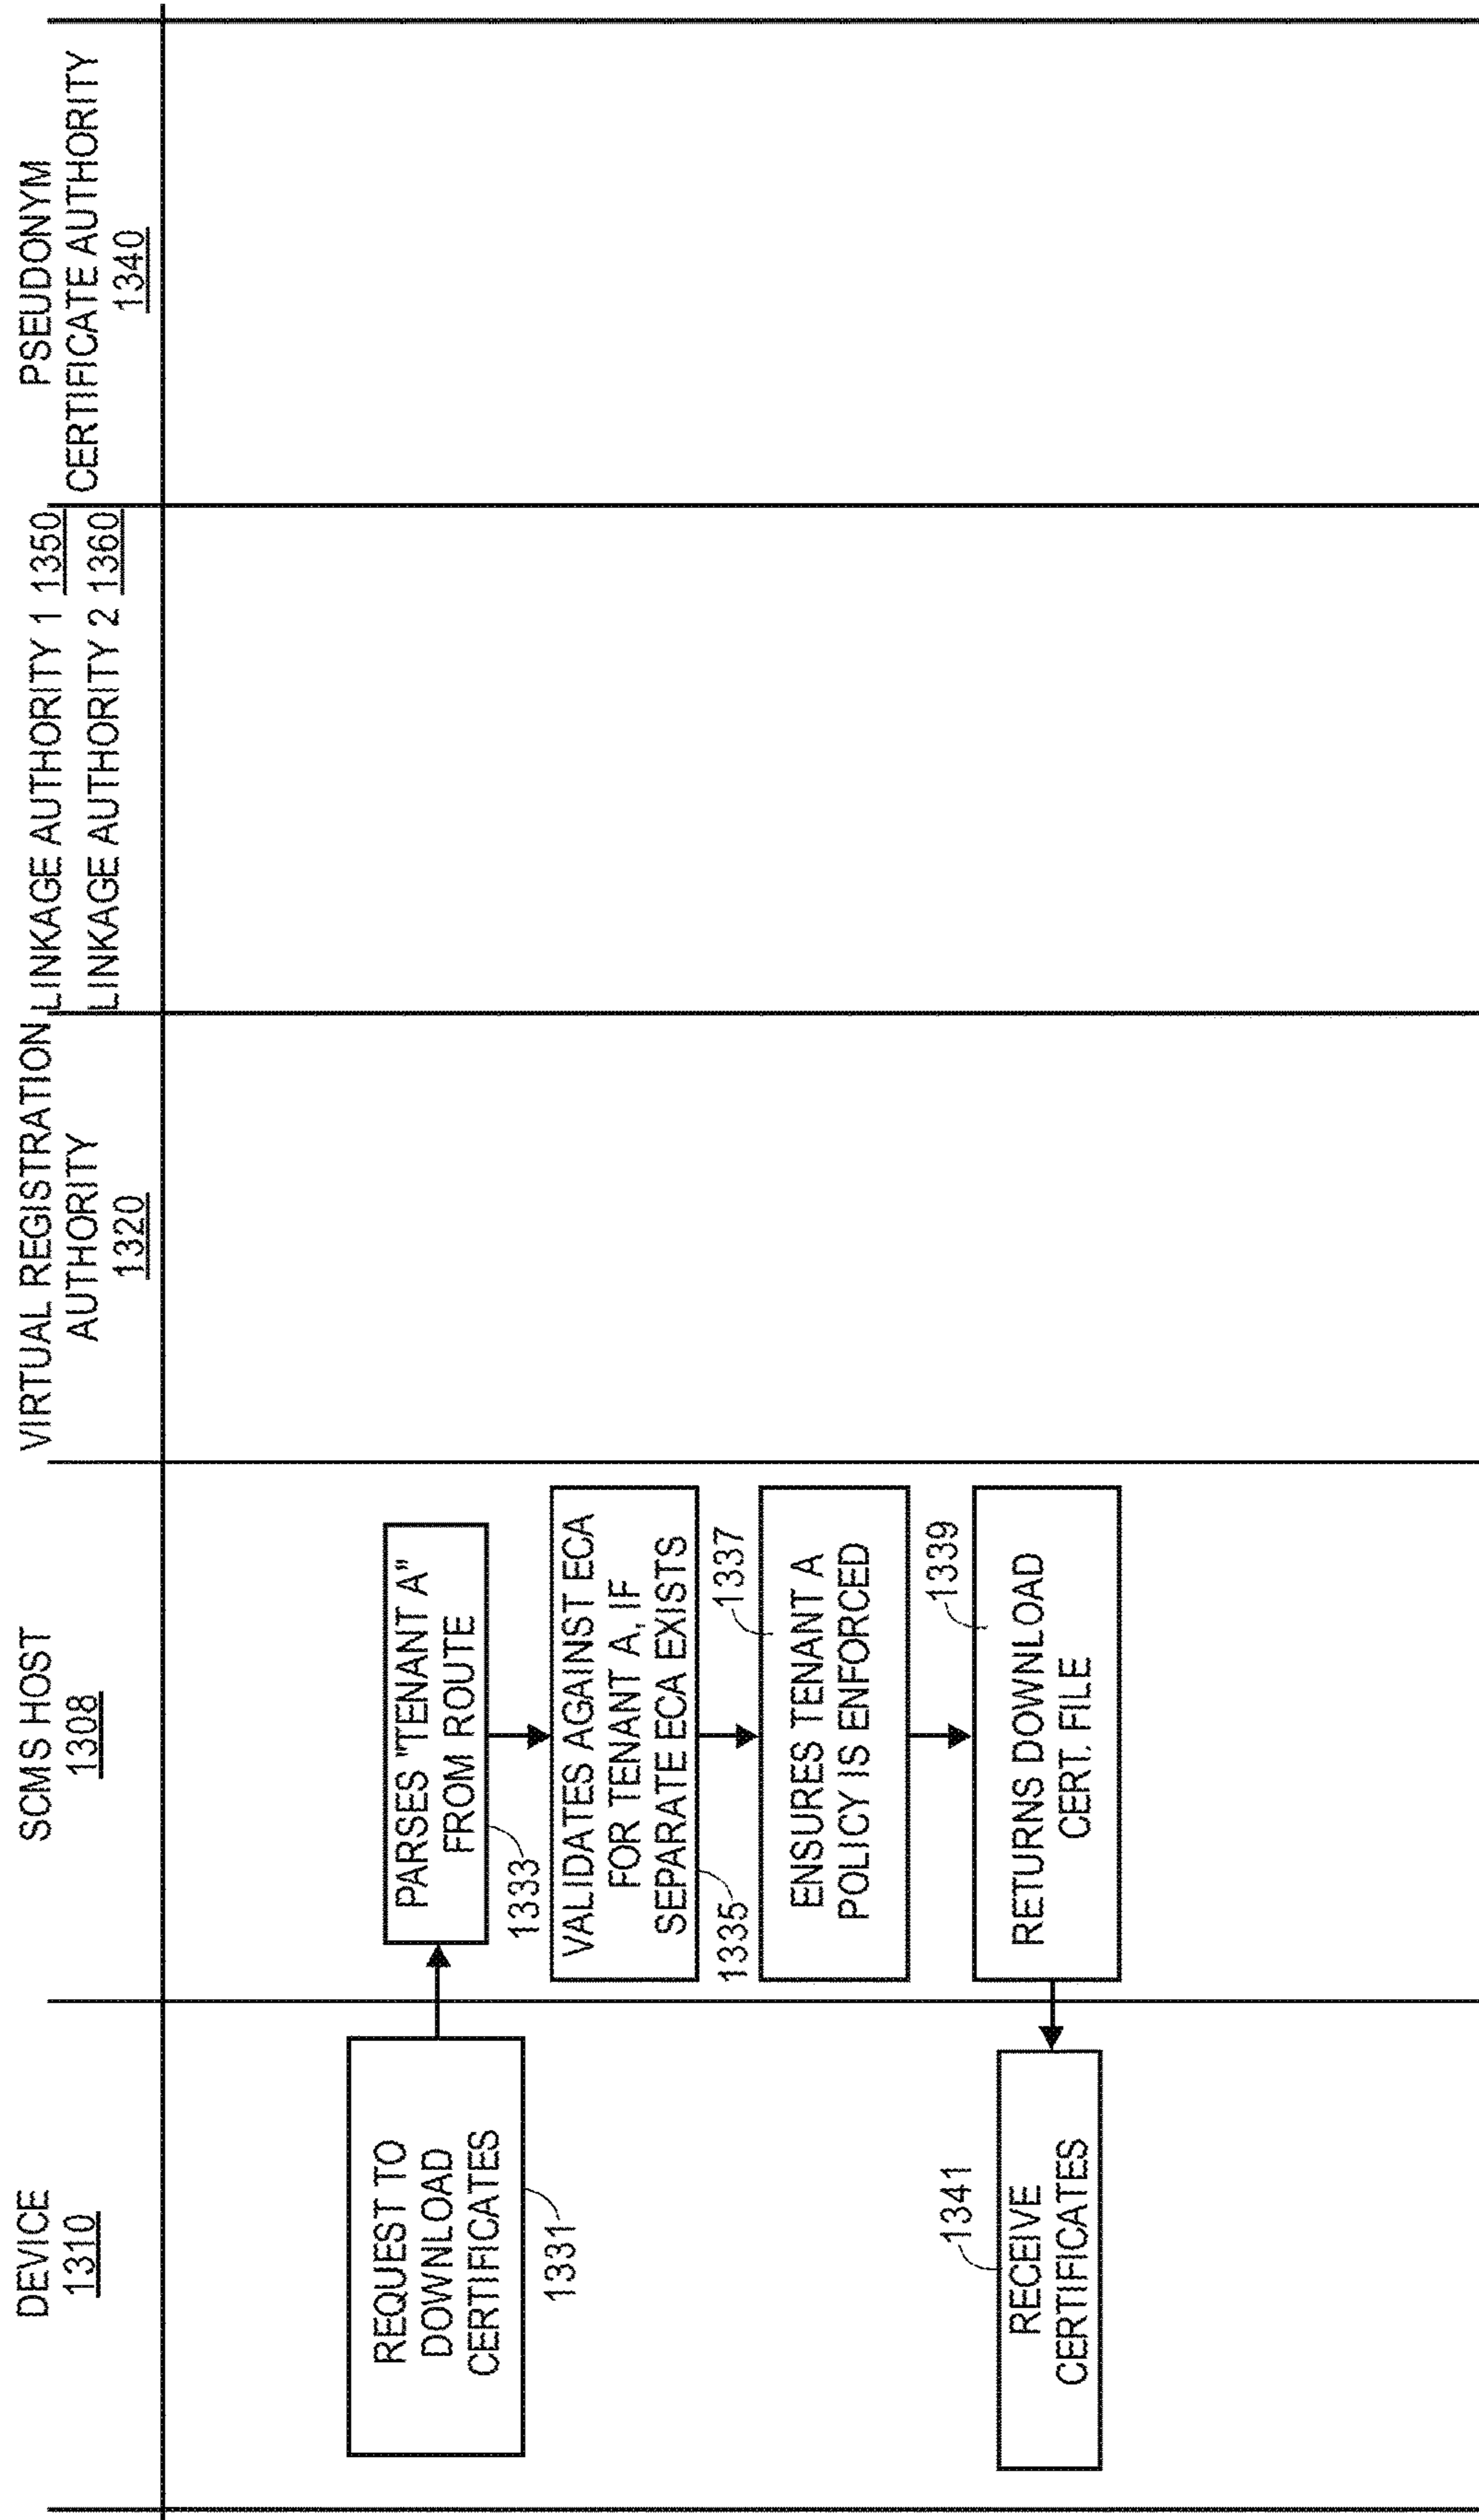 DEVICE
1310
SCMS HOST
1308
VIRTUAL REGISTRATION
AUTHORITY
1320
LINKAGE AUTHORITY 1 1350
LINKAGE AUTHORITY 2 1360
PSEUDONYM
CERTIFICATE AUTHORITY
1340
REQUEST TO
DOWNLOAD
CERTIFICATES
1331
PARSES "TENANT A"
FROM ROUTE
1333
VALIDATES AGAINST ECA
FOR TENANT A, IF
SEPARATE ECA EXISTS
1335
1337
ENSURES TENANT A
POLICY IS ENFORCED
1339
RETURNS DOWNLOAD
CERT. FILE
1341
RECEIVE
CERTIFICATES